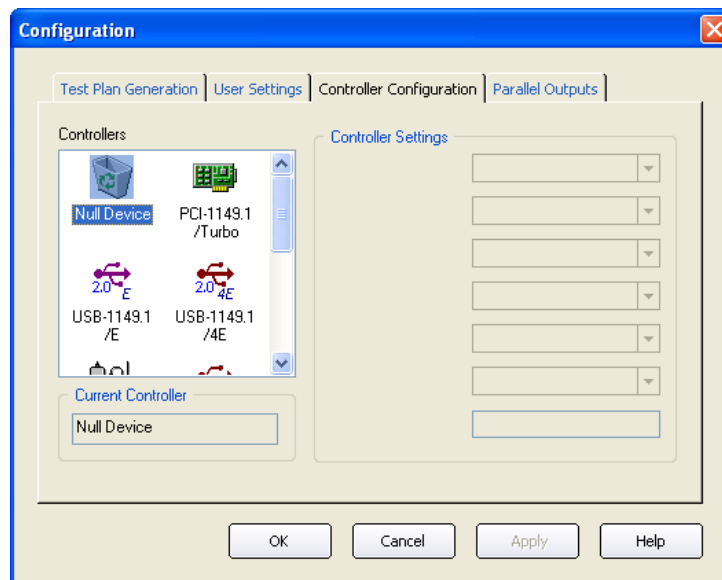 Configuration
Test Plan Generation
User Settings
Controller Configuration
Parallel Outputs
Controllers
Controller Settings
Null Device
PCI-1149.1
/Turbo
2.0 E
2.0 4E
USB-1149.1
/E
USB-1149.1
/4E
Current Controller
Null Device
OK
Cancel
Apply
Help